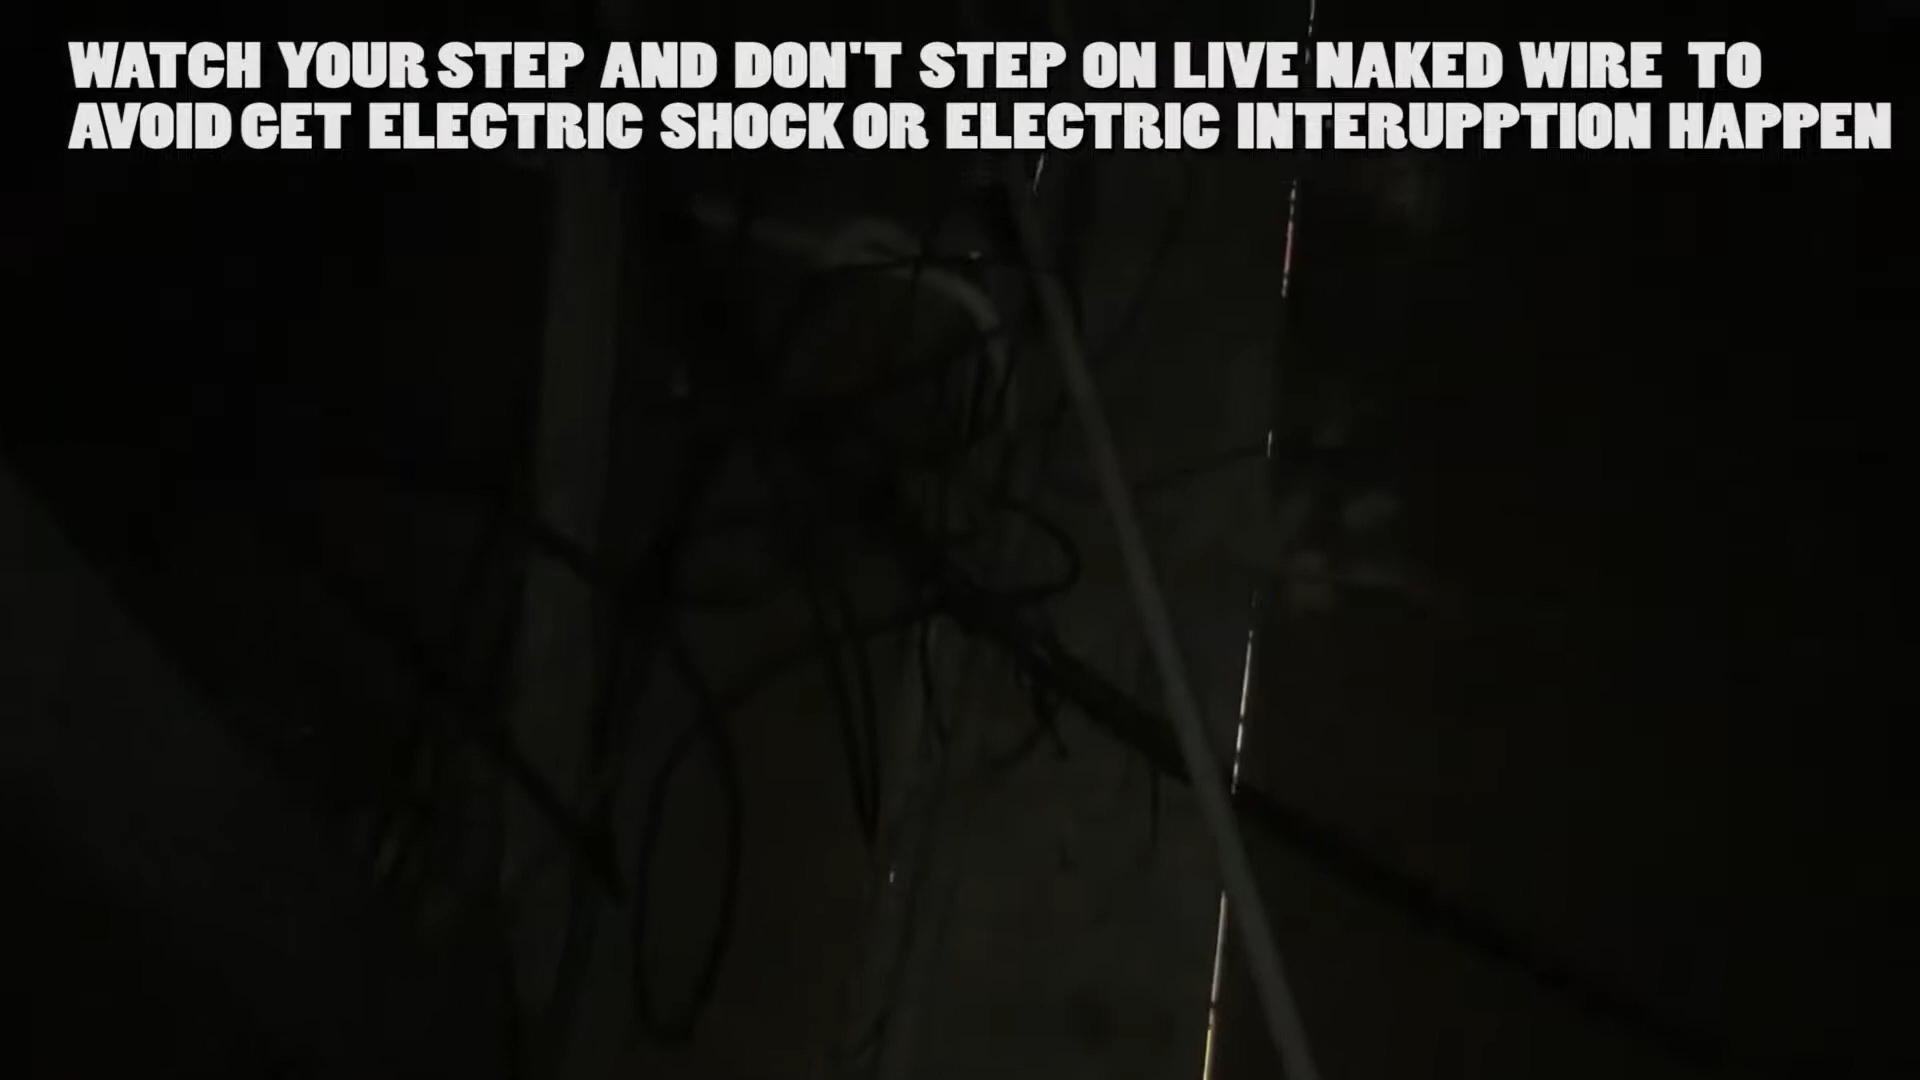 WATCH YOUR STEP AND DON'T STEP ON LIVE NAKED WIRE TO
AVOID GET ELECTRIC SHOCK OR ELECTRIC INTERUPPTION HAPPEN